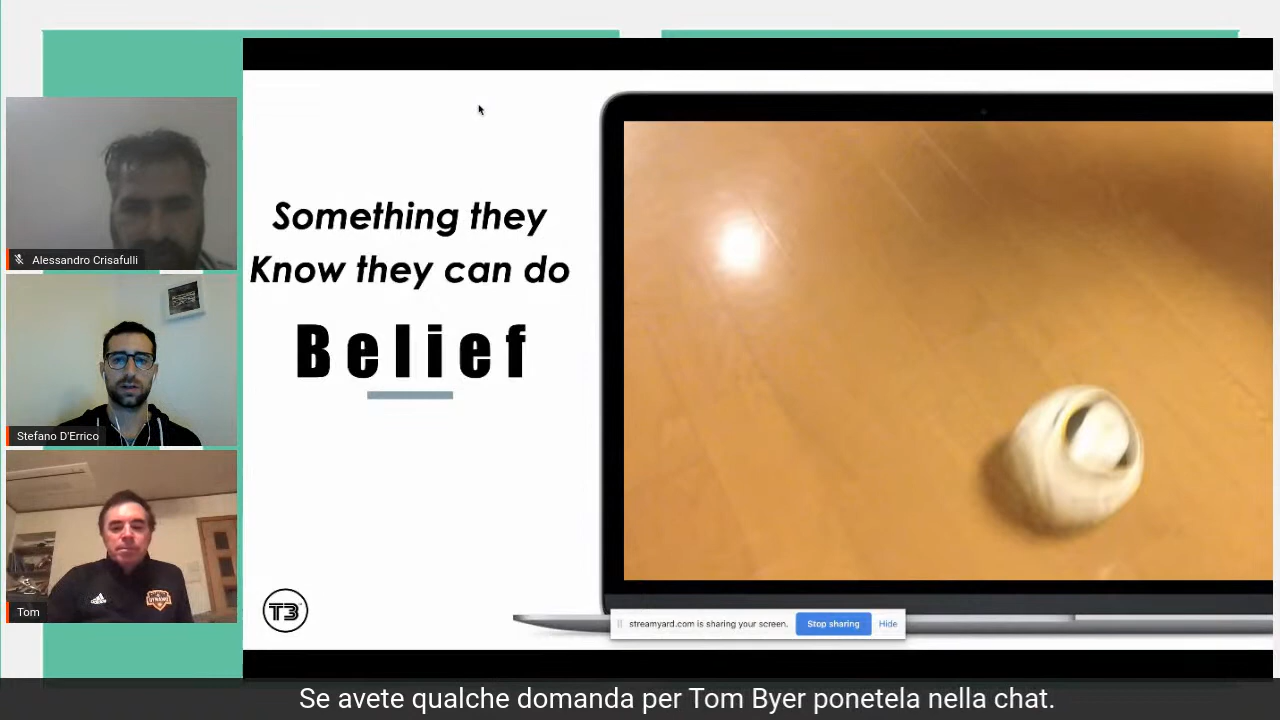 Something they
Know they can do
Belief
Alessandro Crisafulli
Stefano D'Errico
Tom
T3
streamyard.com is sharing your screen.
Stop sharing
Hide
Se avete qualche domanda per Tom Byer ponetela nella chat.